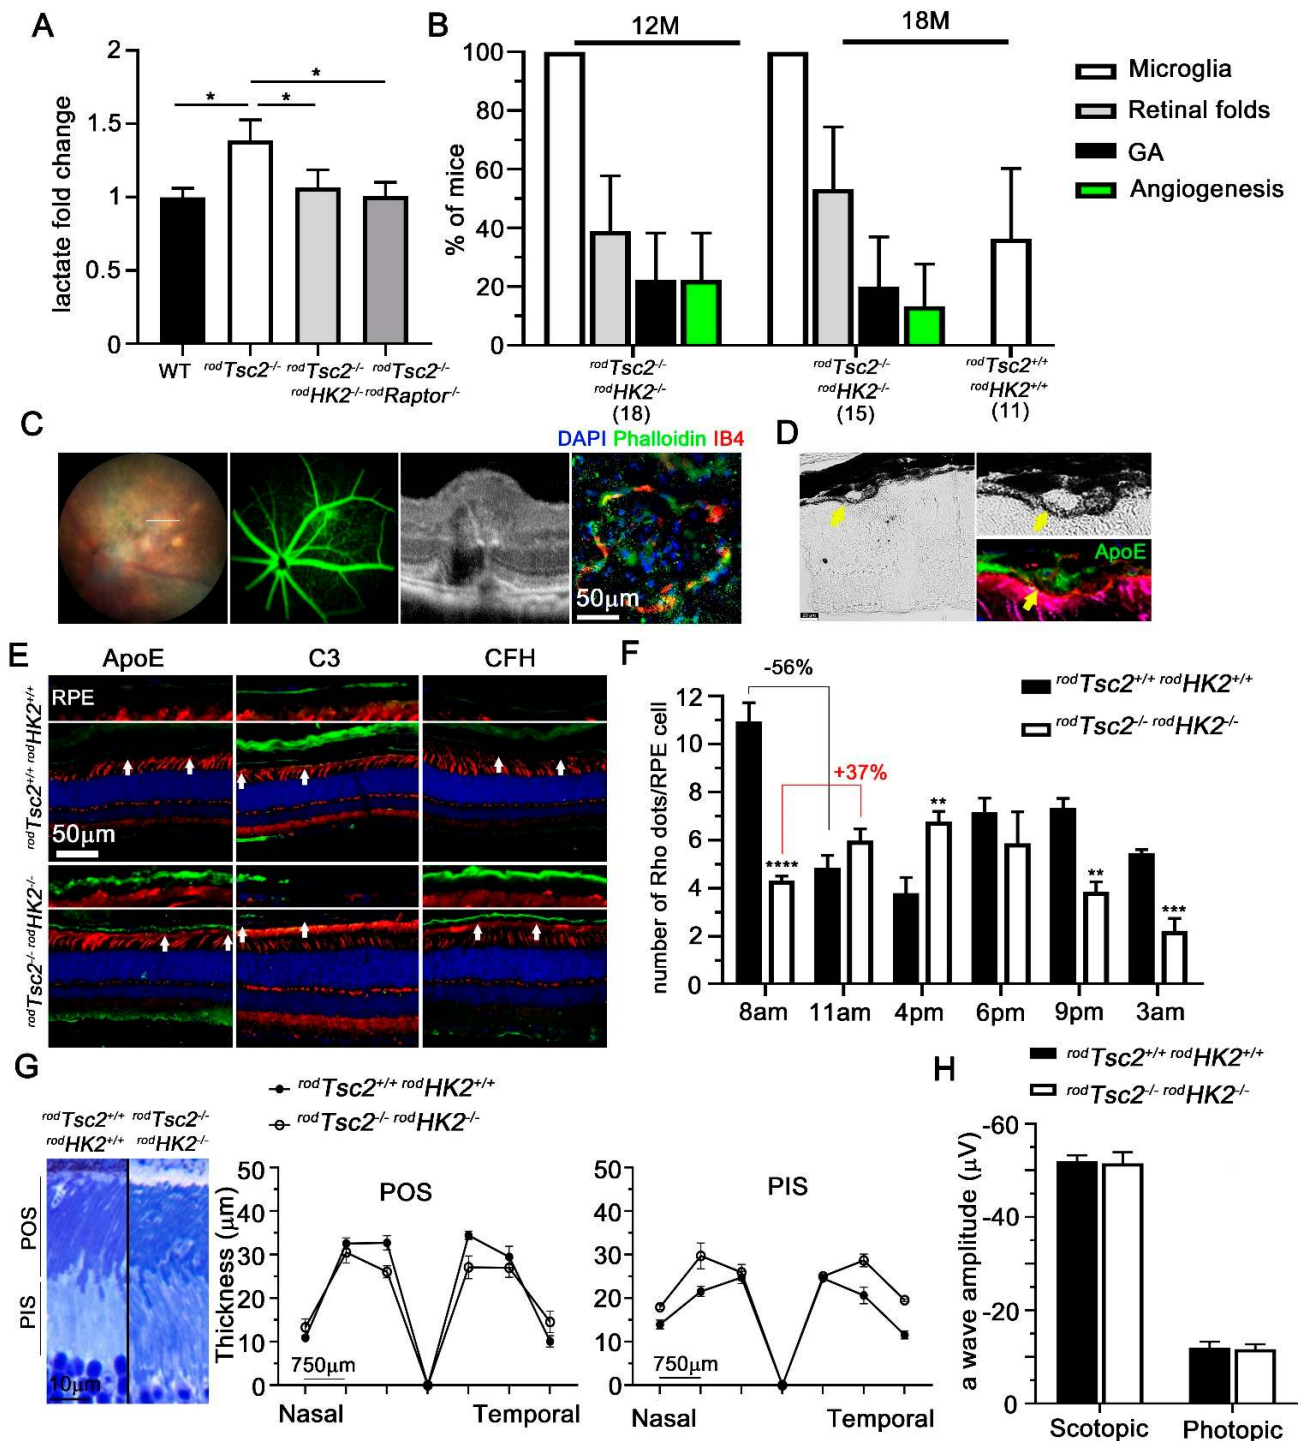 A
2
1.5
1
0.5
0
lactate fold change
*
*
*
WT
rodTsc2-/-
rodTsc2-/-
rodHK2-/-
rodTsc2-/-
rodRaptor-/-
B
12M
18M
100
80
60
40
20
0
% of mice
rodTsc2-/-
rodHK2-/-
(18)
rodTsc2-/-
rodHK2-/-
(15)
rodTsc2+/+
rodHK2+/+
(11)
Microglia
Retinal folds
GA
Angiogenesis
C
DAPI Phalloidin IB4
50μm
D
ApoE
E
ApoE
C3
CFH
RPE
rodTsc2+/+ rodHK2+/+
50μm
rodTsc2-/- rodHK2-/-
F
-56%
+37%
rodTsc2+/+ rodHK2+/+
rodTsc2-/- rodHK2-/-
12
10
8
6
4
2
0
number of Rho dots/RPE cell
****
**
**
***
8am
11am
4pm
6pm
9pm
3am
G
rodTsc2+/+ rodHK2+/+
rodTsc2-/- rodHK2-/-
rodTsc2+/+
rodHK2+/+
rodTsc2-/-
rodHK2-/-
POS
PIS
10μm
Thickness (μm)
50
40
30
20
10
0
POS
750μm
Nasal
Temporal
50
40
30
20
10
0
PIS
750μm
Nasal
Temporal
H
rodTsc2+/+ rodHK2+/+
rodTsc2-/- rodHK2-/-
-60
-40
-20
0
a wave amplitude (μV)
Scotopic
Photopic